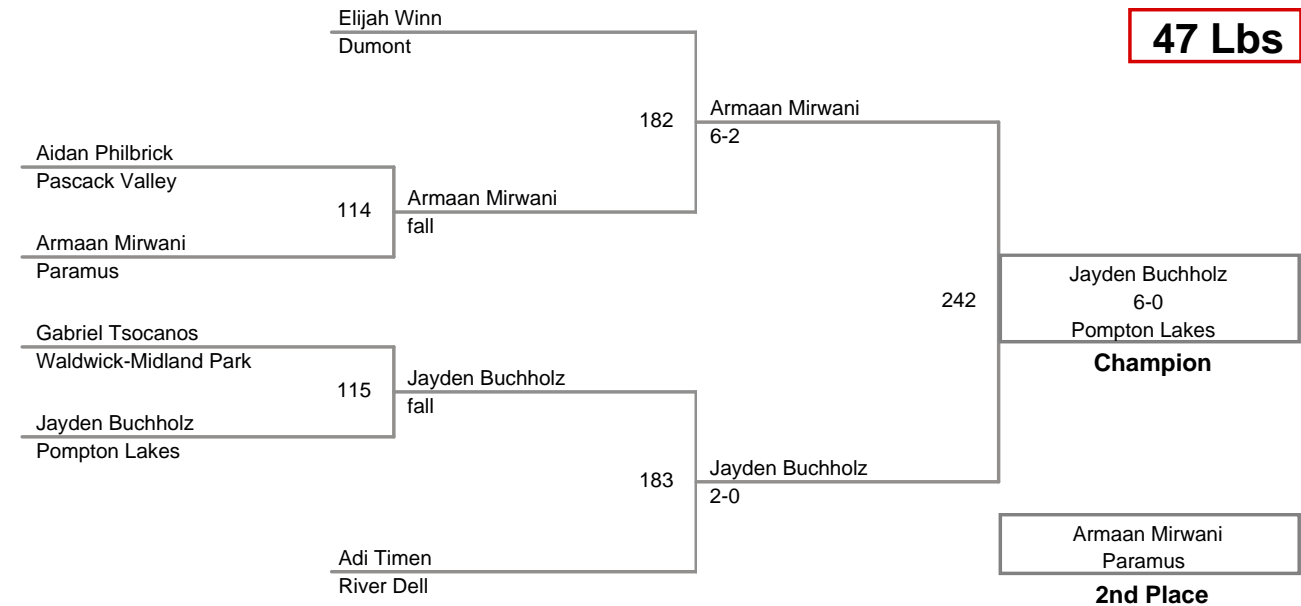 47 Lbs
Elijah Winn
Dumont
182
Armaan Mirwani
6-2
Aidan Philbrick
Pascack Valley
114
Armaan Mirwani
fall
Armaan Mirwani
Paramus
242
Jayden Buchholz
6-0
Pompton Lakes
Champion
Gabriel Tsocanos
Waldwick-Midland Park
115
Jayden Buchholz
fall
Jayden Buchholz
Pompton Lakes
183
Jayden Buchholz
2-0
Adi Timen
River Dell
Armaan Mirwani
Paramus
2nd Place